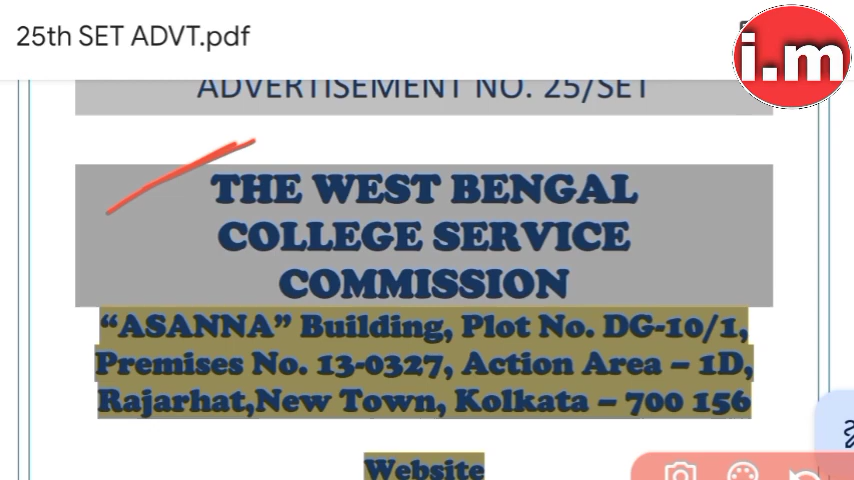 25th SET ADVT.pdf
i.m
ADVERTISEMENT NO. 25/SET
THE WEST BENGAL
COLLEGE SERVICE
COMMISSION
“ASANNA” Building, Plot No. DG-10/1,
Premises No. 13-0327, Action Area – 1D,
Rajarhat,New Town, Kolkata – 700 156
Website